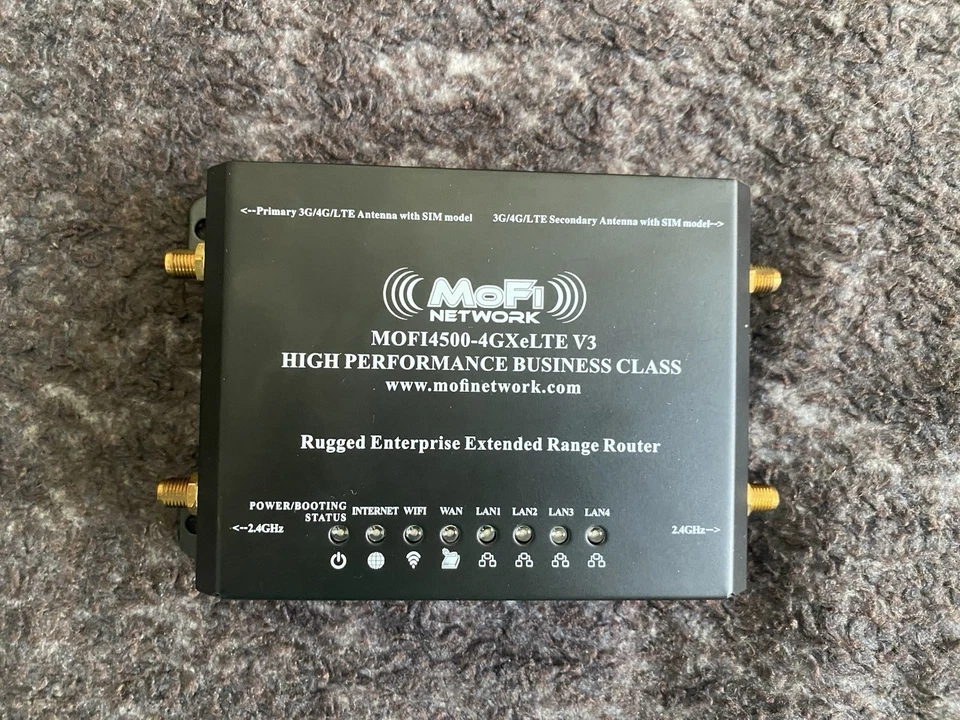 <--Primary 3G/4G/LTE Antenna with SIM model
3G/4G/LTE Secondary Antenna with SIM model-->
MoFi
NETWORK
MOFI4500-4GXeLTE V3
HIGH PERFORMANCE BUSINESS CLASS
www.mofinetwork.com
Rugged Enterprise Extended Range Router
POWER/BOOTING
STATUS
INTERNET WIFI WAN LAN1 LAN2 LAN3 LAN4
<--2.4GHz
2.4GHz-->